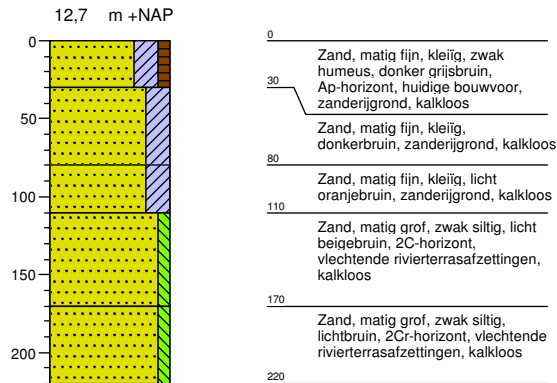 12,7 m +NAP
0
50
100
150
200
0
Zand, matig fijn, kleiïg, zwak
humeus, donker grijsbruin,
Ap-horizont, huidige bouwvoor,
zanderijgrond, kalkloos
30
Zand, matig fijn, kleiïg,
donkerbruin, zanderijgrond, kalkloos
80
Zand, matig fijn, kleiïg, licht
oranjebruin, zanderijgrond, kalkloos
110
Zand, matig grof, zwak siltig, licht
beigebruin, 2C-horizont,
vlechtende rivierterrasafzettingen,
kalkloos
170
Zand, matig grof, zwak siltig,
lichtbruin, 2Cr-horizont, vlechtende
rivierterrasafzettingen, kalkloos
220